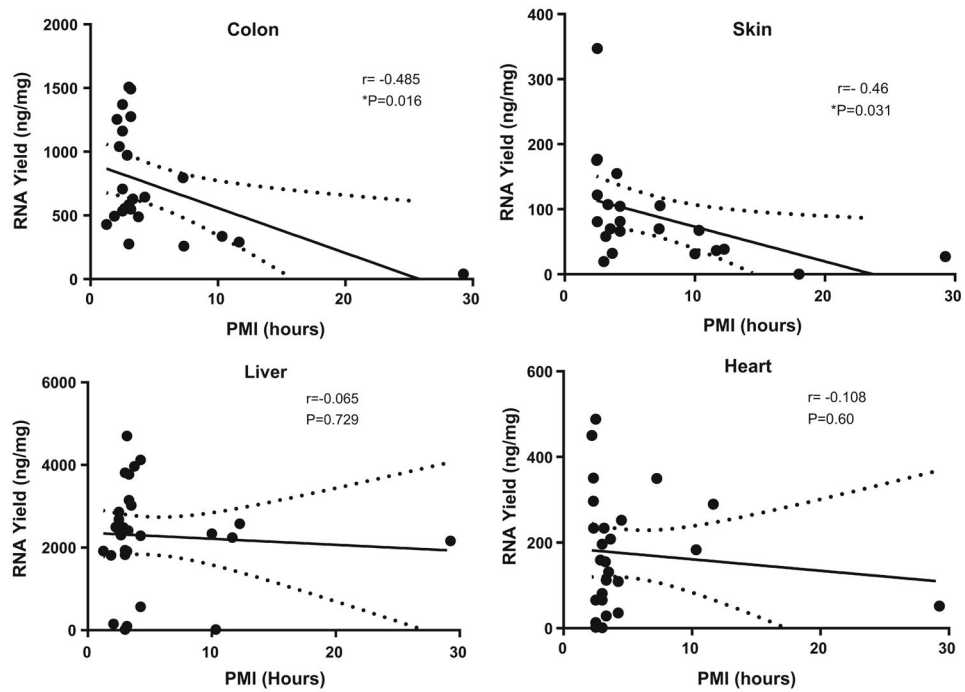 Colon
r= -0.485
*P=0.016
RNA Yield (ng/mg)
2000
1500
1000
500
0
0 10 20 30
PMI (hours)
Skin
r=- 0.46
*P=0.031
RNA Yield (ng/mg)
400
300
200
100
0
0 10 20 30
PMI (hours)
Liver
r=-0.065
P=0.729
RNA Yield (ng/mg)
6000
4000
2000
0
0 10 20 30
PMI (Hours)
Heart
r= -0.108
P=0.60
RNA Yield (ng/mg)
600
400
200
0
0 10 20 30
PMI (hours)